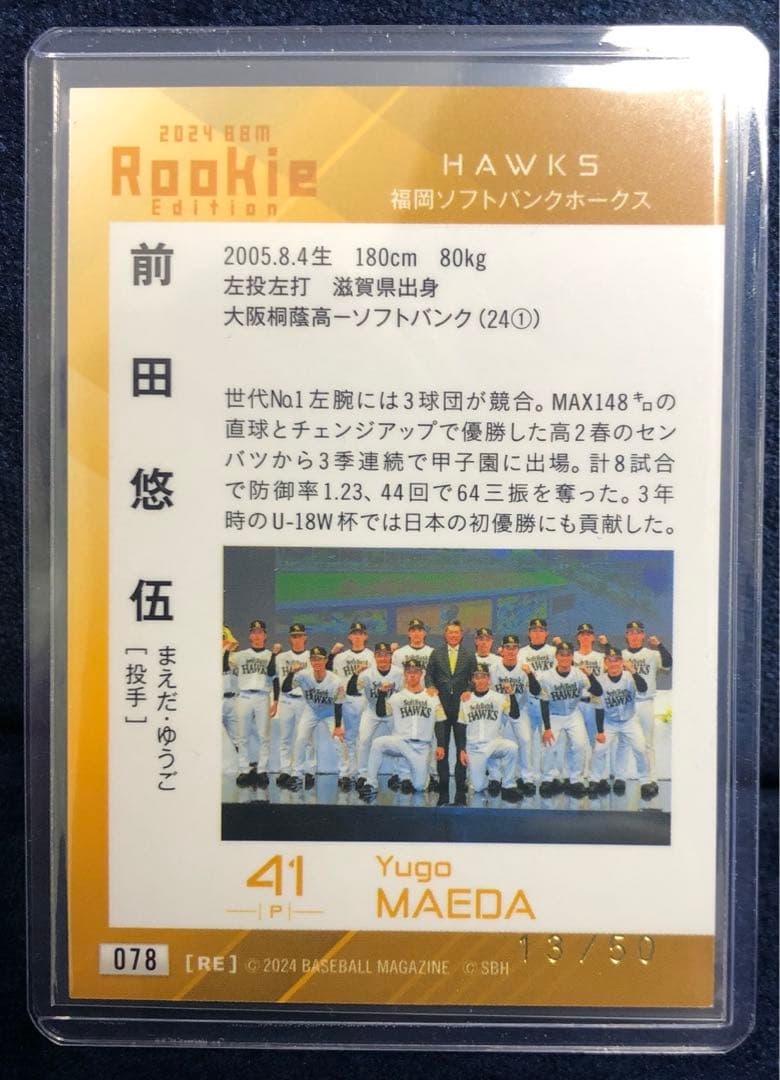 2024 BBM
Rookie
Edition
HAWKS
福岡ソフトバンクホークス
前田悠伍
まえだ・ゆうご
[投手]
2005.8.4生 180cm 80kg
左投左打 滋賀県出身
大阪桐蔭高ーソフトバンク(24①)
世代No.1左腕には3球団が競合。MAX148㌔の
直球とチェンジアップで優勝した高2春のセン
バツから3季連続で甲子園に出場。計8試合
で防御率1.23、44回で64三振を奪った。3年
時のU-18W杯では日本の初優勝にも貢献した。
SoftBank
HAWKS
41
P
Yugo
MAEDA
078 [RE] ©2024 BASEBALL MAGAZINE ©SBH 13/50